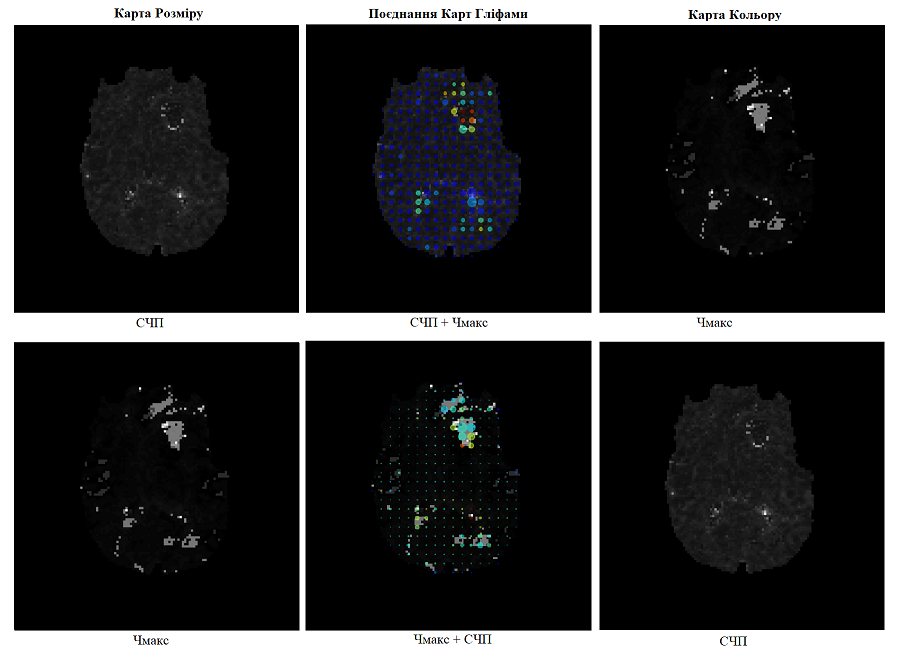 Карта Розміру
Поєднання Карт Гліфами
Карта Кольору
СЧП
СЧП + Чмакс
Чмакс
Чмакс
Чмакс + СЧП
СЧП